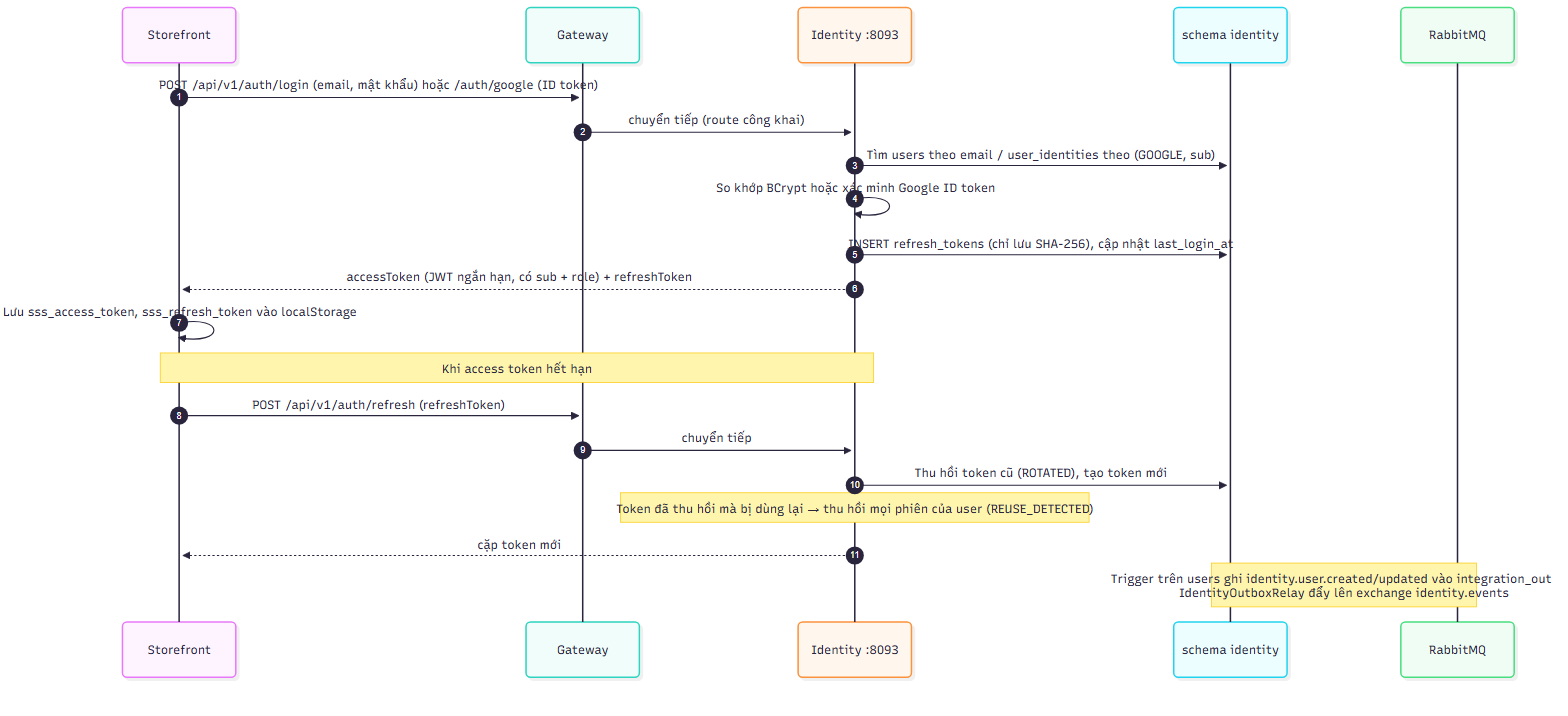 Storefront
Gateway
Identity :8093
schema identity
RabbitMQ
POST /api/v1/auth/login (email, mật khẩu) hoặc /auth/google (ID token)
1
chuyển tiếp (route công khai)
2
Tìm users theo email / user_identities theo (GOOGLE, sub)
3
So khớp BCrypt hoặc xác minh Google ID token
4
INSERT refresh_tokens (chỉ lưu SHA-256), cập nhật last_login_at
5
accessToken (JWT ngắn hạn, có sub + role) + refreshToken
6
Lưu sss_access_token, sss_refresh_token vào localStorage
7
Khi access token hết hạn
POST /api/v1/auth/refresh (refreshToken)
8
chuyển tiếp
9
Thu hồi token cũ (ROTATED), tạo token mới
10
Token đã thu hồi mà bị dùng lại → thu hồi mọi phiên của user (REUSE_DETECTED)
cặp token mới
11
Trigger trên users ghi identity.user.created/updated vào integration_out
IdentityOutboxRelay đẩy lên exchange identity.events
Storefront
Gateway
Identity :8093
schema identity
RabbitMQ